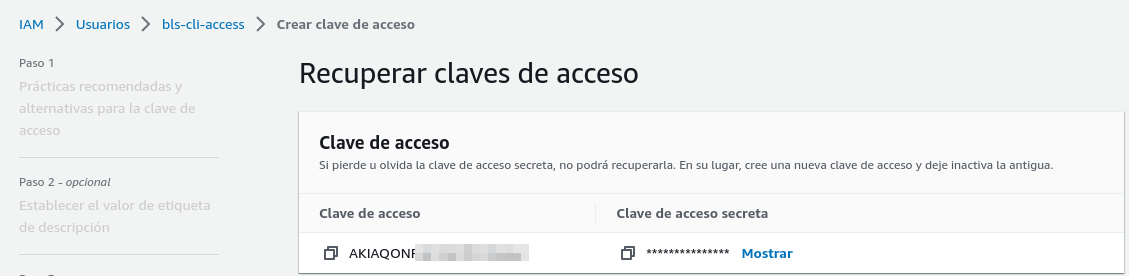 IAM > Usuarios > bls-cli-access > Crear clave de acceso
Paso 1
Prácticas recomendadas y
alternativas para la clave de
acceso
Paso 2 - opcional
Establecer el valor de etiqueta
de descripción
Recuperar claves de acceso
Clave de acceso
Si pierde u olvida la clave de acceso secreta, no podrá recuperarla. En su lugar, cree una nueva clave de acceso y deje inactiva la antigua.
Clave de acceso Clave de acceso secreta
*************** Mostrar